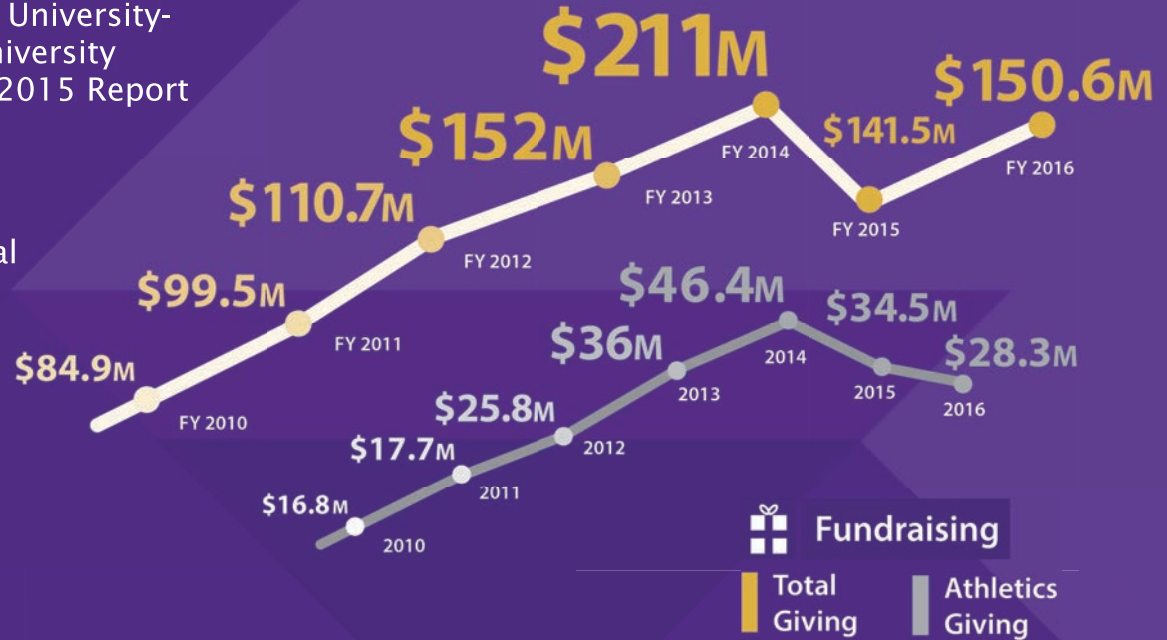 University-
iversity
2015 Report
al
$211M
$150.6M
$152M
$141.5M
FY 2014
FY 2016
$110.7M
FY 2013
FY 2015
FY 2012
$99.5M
$46.4M
$34.5M
FY 2011
$36M
$28.3M
2014
$84.9M
2013
2015
2016
FY 2010
$25.8M
2012
$17.7M
2011
$16.8M
2010
Fundraising
Total
Giving
Athletics
Giving